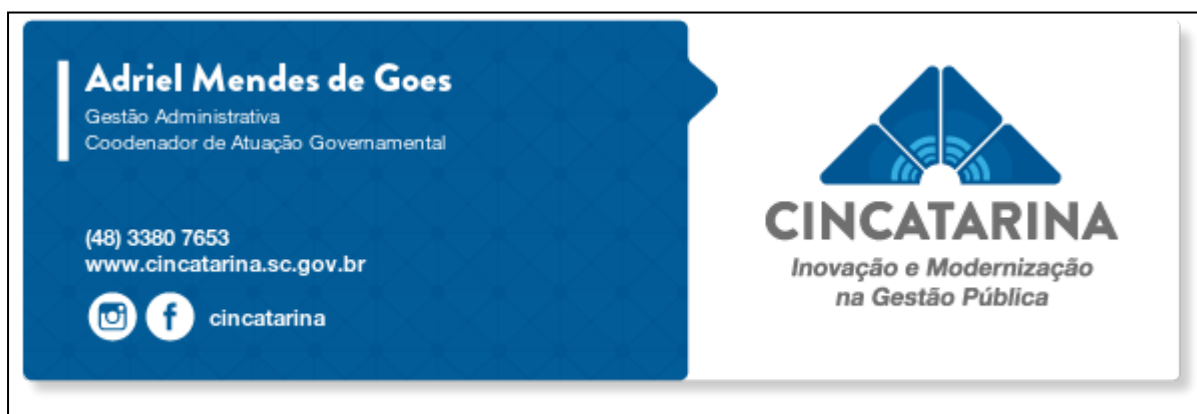 Adriel Mendes de Goes
Gestão Administrativa
Coodenador de Atuação Governamental
(48) 3380 7653
www.cincatarina.sc.gov.br
cincatarina
CINCATARINA
Inovação e Modernização
na Gestão Pública